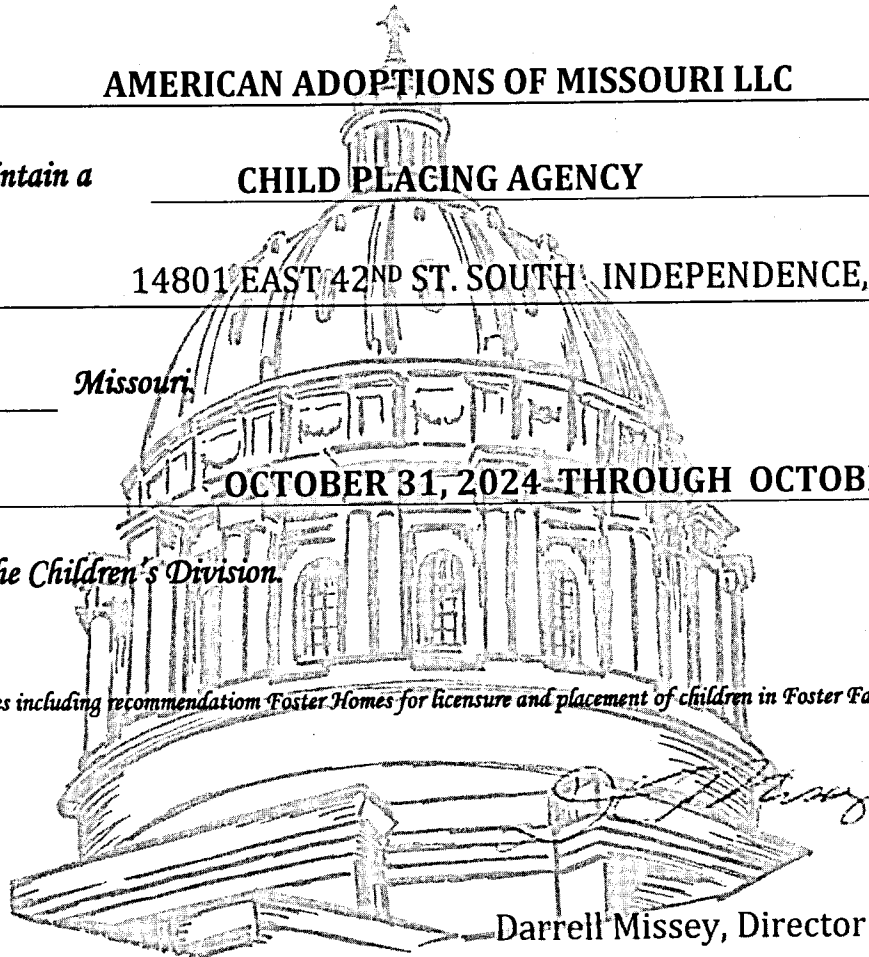 AMERICAN ADOPTIONS OF MISSOURI LLC
intain a CHILD PLACING AGENCY
14801 EAST 42ND ST. SOUTH INDEPENDENCE,
Missouri.
OCTOBER 31, 2024 THROUGH OCTOB
he Children's Division.
es including recommendatiom Foster Homes for licensure and placement of children in Foster Fa
Darrell Missey, Director